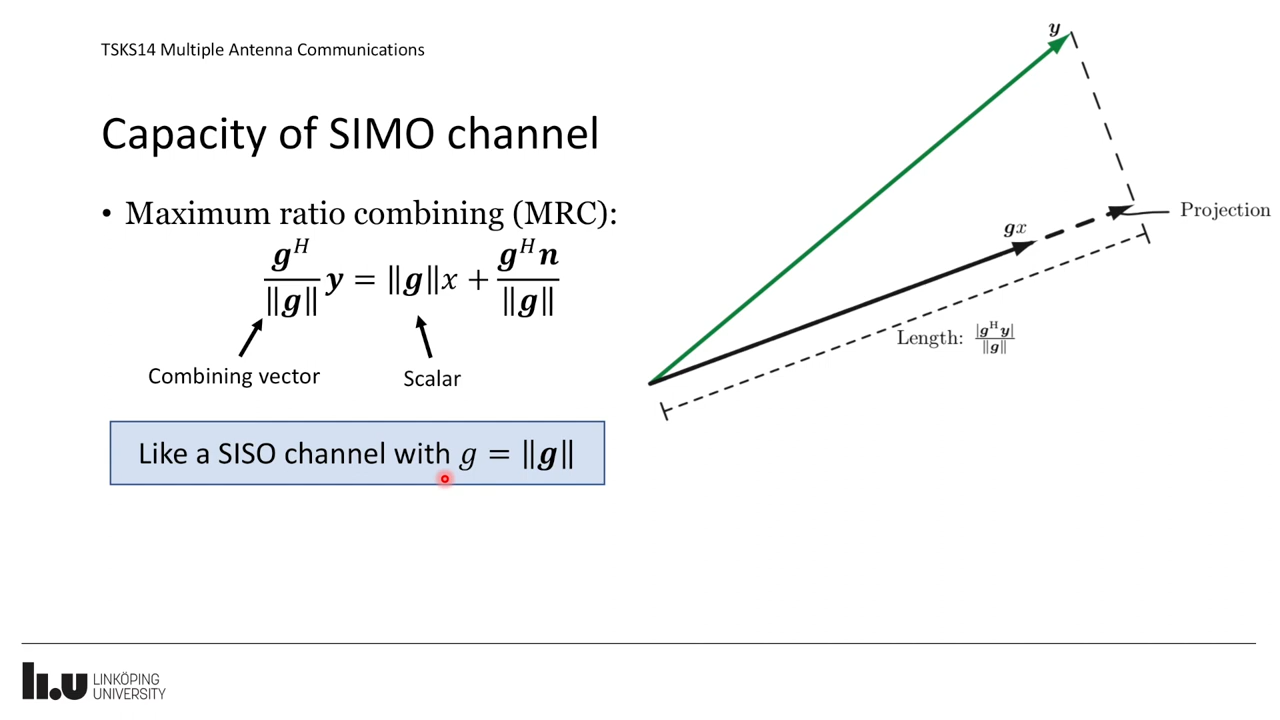 TSKS14 Multiple Antenna Communications
Capacity of SIMO channel
• Maximum ratio combining (MRC):
g^H / ‖g‖ y = ‖g‖x + g^H n / ‖g‖
Combining vector
Scalar
Like a SISO channel with g = ‖g‖
y
gx
Projection
Length: |g^H y| / ‖g‖
li.u LINKÖPING
UNIVERSITY